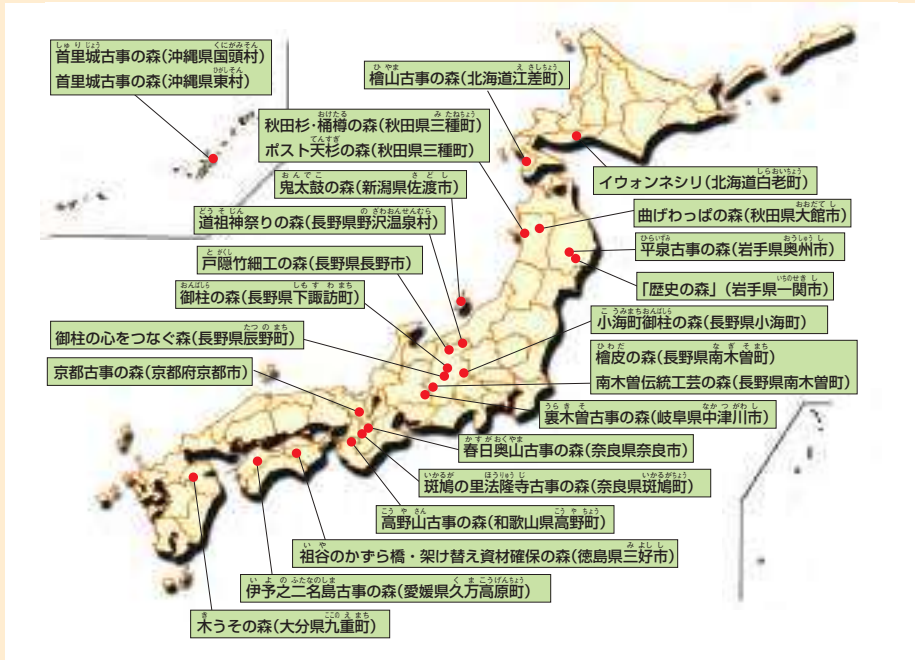 首里城古事の森(沖縄県国頭村)
首里城古事の森(沖縄県東村)
檜山古事の森(北海道江差町)
秋田杉・桶樽の森(秋田県三種町)
ポスト天杉の森(秋田県三種町)
鬼太鼓の森(新潟県佐渡市)
イウォンネシリ(北海道白老町)
道祖神祭りの森(長野県野沢温泉村)
曲げわっぱの森(秋田県大館市)
平泉古事の森(岩手県奥州市)
戸隠竹細工の森(長野県長野市)
「歴史の森」(岩手県一関市)
御柱の森(長野県下諏訪町)
小海町御柱の森(長野県小海町)
御柱の心をつなぐ森(長野県辰野町)
檜皮の森(長野県南木曽町)
南木曽伝統工芸の森(長野県南木曽町)
京都古事の森(京都府京都市)
裏木曽古事の森(岐阜県中津川市)
春日奥山古事の森(奈良県奈良市)
斑鳩の里法隆寺古事の森(奈良県斑鳩町)
高野山古事の森(和歌山県高野町)
祖谷のかずら橋・架け替え資材確保の森(徳島県三好市)
伊予之二名島古事の森(愛媛県久万高原町)
木うその森(大分県九重町)